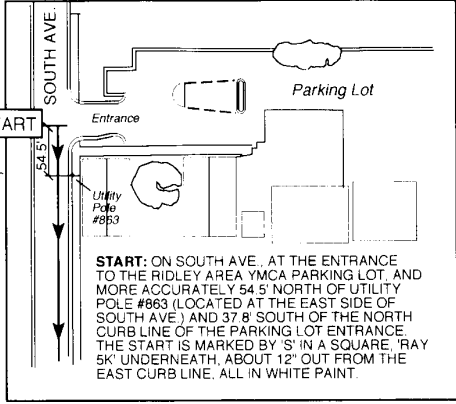 SOUTH AVE.
Parking Lot
Entrance
ART
54.5'
Utility
Pole
#863
START: ON SOUTH AVE., AT THE ENTRANCE
TO THE RIDLEY AREA YMCA PARKING LOT, AND
MORE ACCURATELY 54.5' NORTH OF UTILITY
POLE #863 (LOCATED AT THE EAST SIDE OF
SOUTH AVE.) AND 37.8' SOUTH OF THE NORTH
CURB LINE OF THE PARKING LOT ENTRANCE.
THE START IS MARKED BY 'S' IN A SQUARE, 'RAY
5K' UNDERNEATH, ABOUT 12" OUT FROM THE
EAST CURB LINE, ALL IN WHITE PAINT.